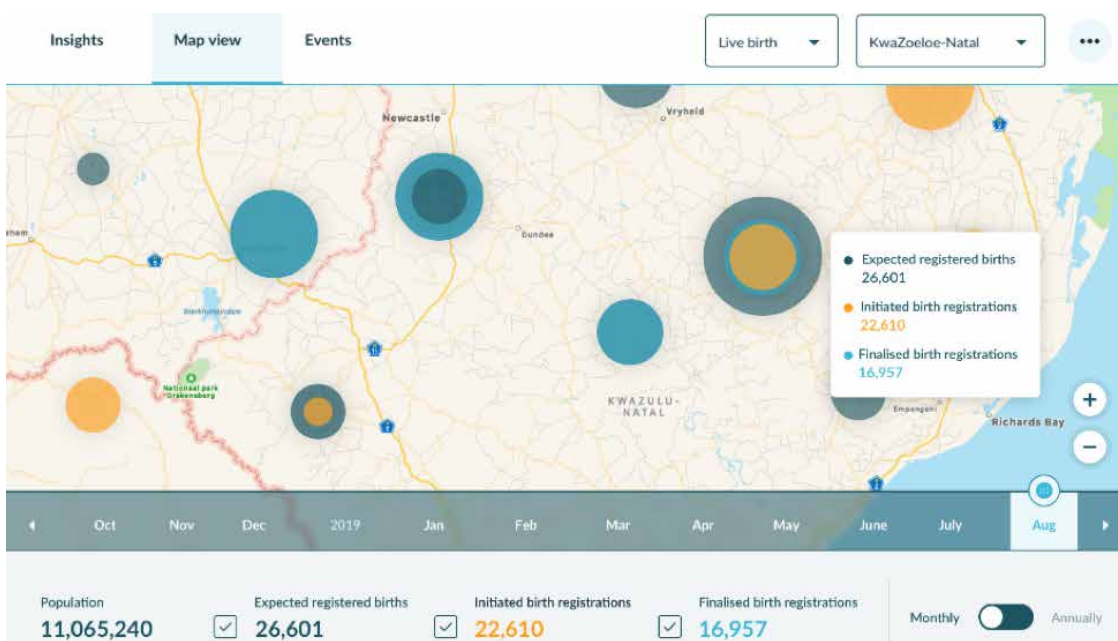 Insights
Map view
Events
Live birth
KwaZoeloe-Natal
Newcastle
Vryheid
Dundee
Expected registered births
26,601
Initiated birth registrations
22,610
Finalised birth registrations
16,957
Nationaal park
Drakensberg
KWAZULU-
NATAL
Empangeni
Richards Bay
Oct Nov Dec 2019 Jan Feb Mar Apr May June July Aug
Population
11,065,240
Expected registered births
26,601
Initiated birth registrations
22,610
Finalised birth registrations
16,957
Monthly
Annually